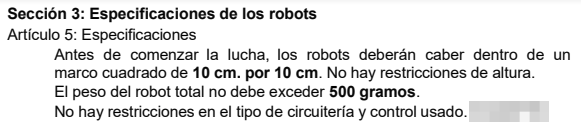 Sección 3: Especificaciones de los robots
Artículo 5: Especificaciones
Antes de comenzar la lucha, los robots deberán caber dentro de un
marco cuadrado de 10 cm. por 10 cm. No hay restricciones de altura.
El peso del robot total no debe exceder 500 gramos.
No hay restricciones en el tipo de circuitería y control usado.